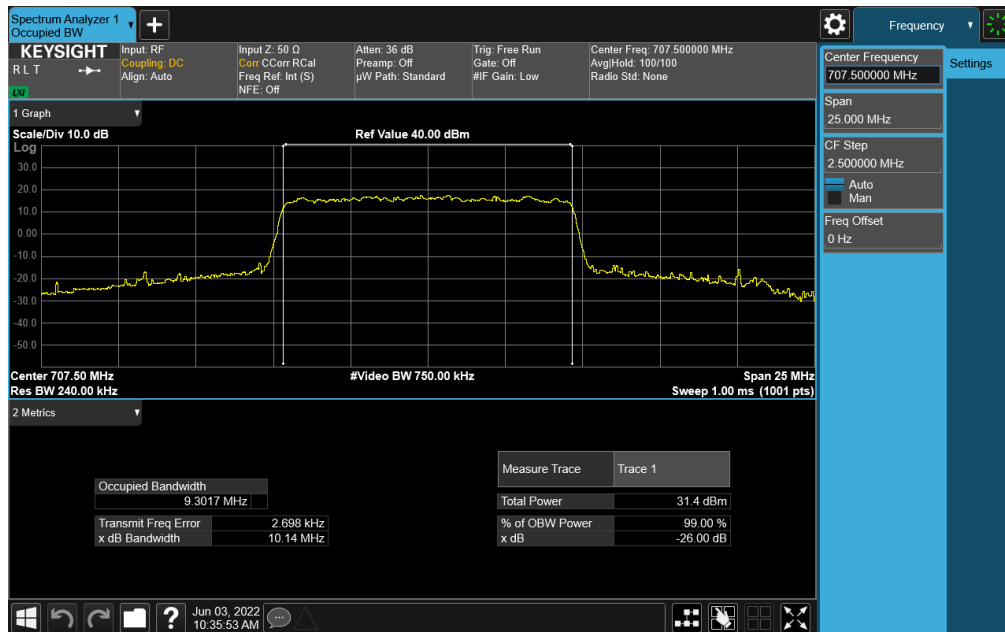 Spectrum Analyzer 1
Occupied BW
Frequency
KEYSIGHT
R L T
LXI
Input: RF
Coupling: DC
Align: Auto
Input Z: 50 Ω
Corr CCorr RCal
Freq Ref: Int (S)
NFE: Off
Atten: 36 dB
Preamp: Off
µW Path: Standard
Trig: Free Run
Gate: Off
#IF Gain: Low
Center Freq: 707.500000 MHz
Avg|Hold: 100/100
Radio Std: None
Center Frequency
707.500000 MHz
Settings
Span
25.000 MHz
CF Step
2.500000 MHz
Auto
Man
Freq Offset
0 Hz
1 Graph
Scale/Div 10.0 dB
Ref Value 40.00 dBm
Log
30.0
20.0
10.0
0.00
-10.0
-20.0
-30.0
-40.0
-50.0
Center 707.50 MHz
#Video BW 750.00 kHz
Span 25 MHz
Res BW 240.00 kHz
Sweep 1.00 ms (1001 pts)
2 Metrics
Measure Trace Trace 1
Occupied Bandwidth
9.3017 MHz
Total Power 31.4 dBm
Transmit Freq Error 2.698 kHz
% of OBW Power 99.00 %
x dB Bandwidth 10.14 MHz
x dB -26.00 dB
?
Jun 03, 2022
10:35:53 AM